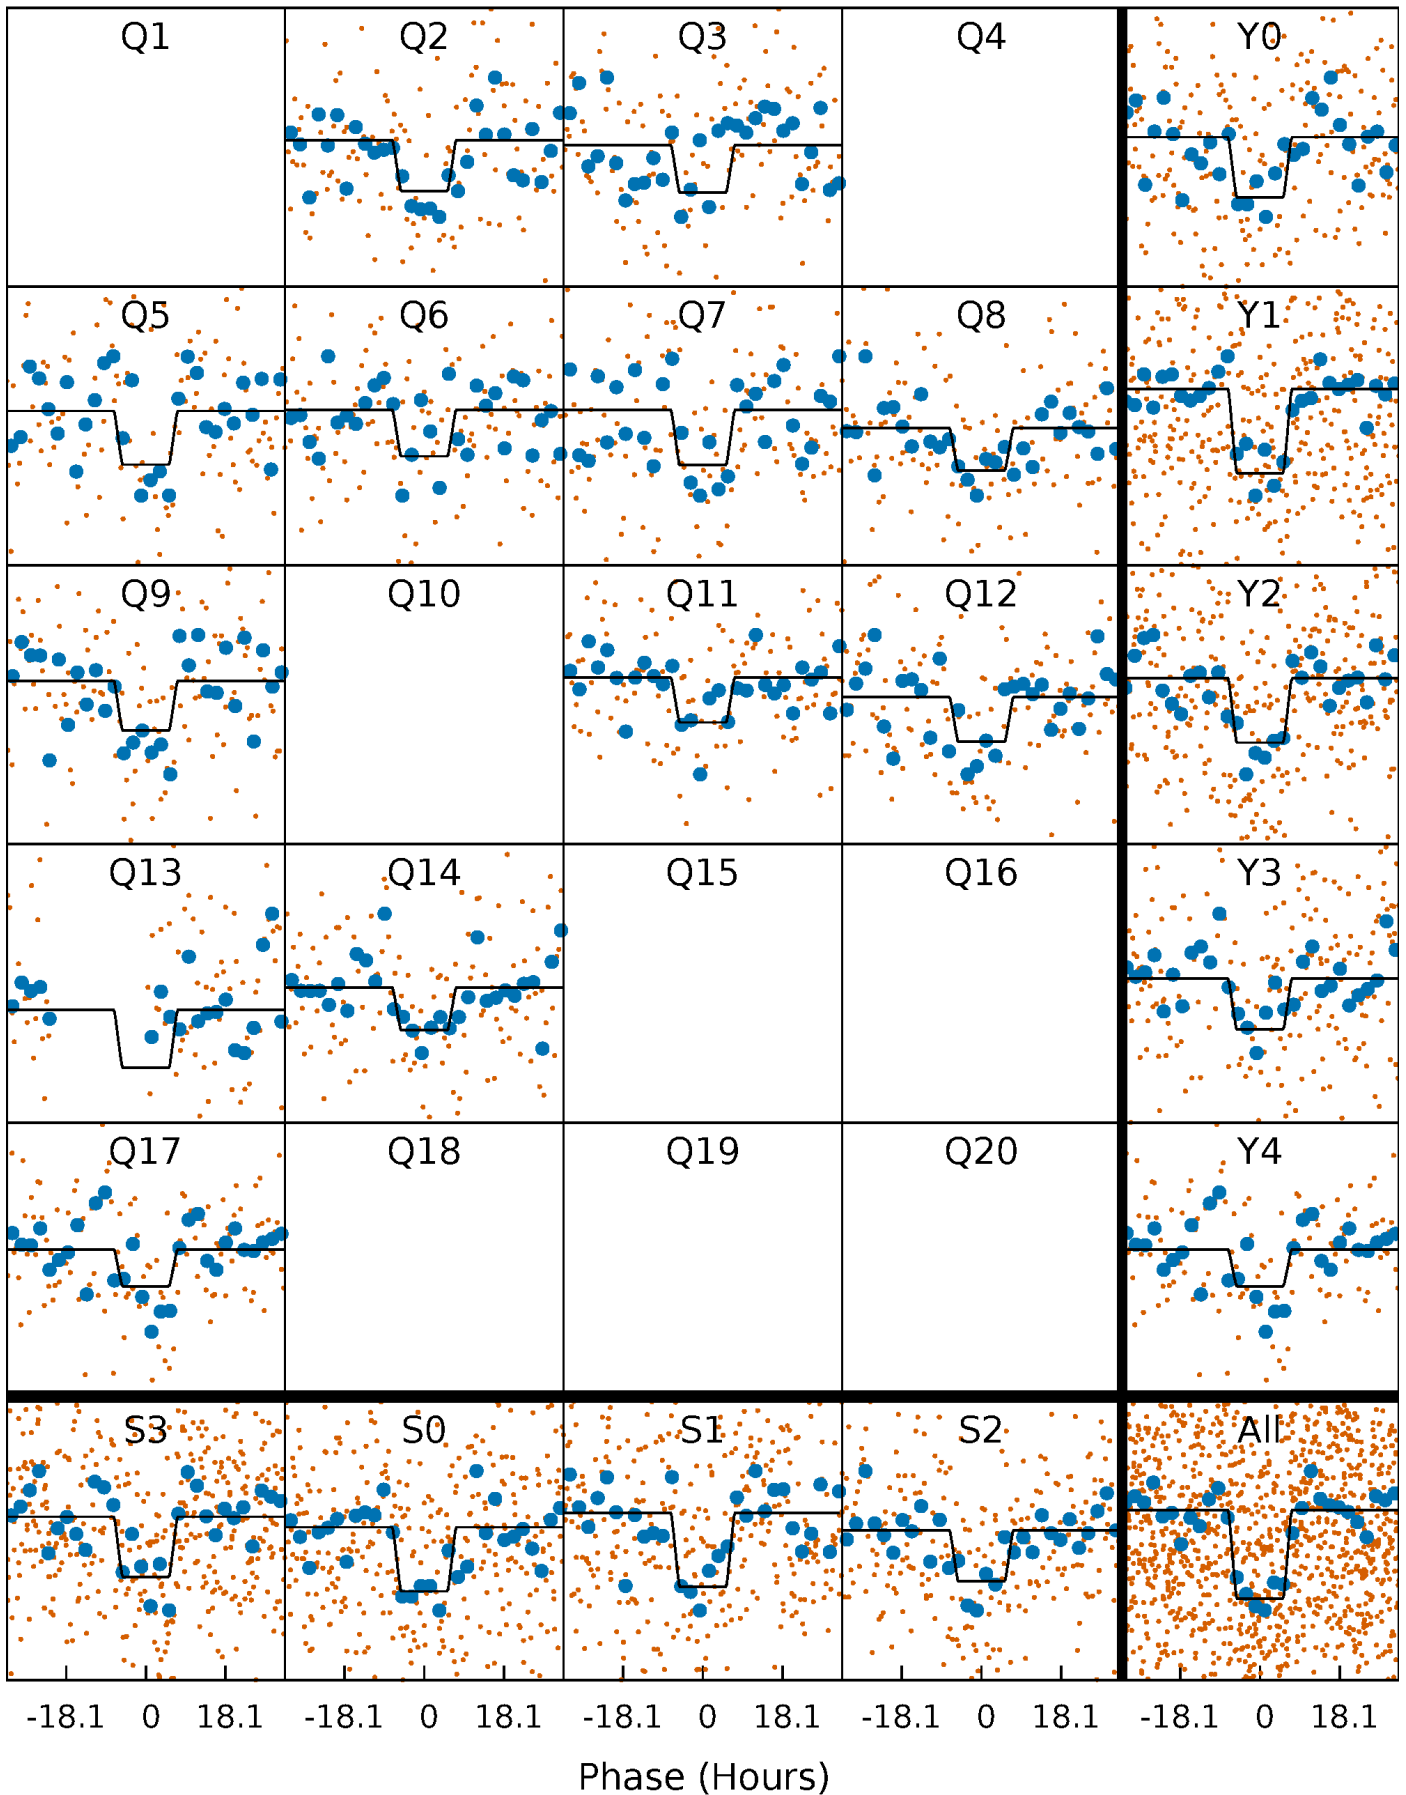 Q1 Q2 Q3 Q4 Y0
Q5 Q6 Q7 Q8 Y1
Q9 Q10 Q11 Q12 Y2
Q13 Q14 Q15 Q16 Y3
Q17 Q18 Q19 Q20 Y4
S3 S0 S1 S2 All
-18.1 0 18.1 -18.1 0 18.1 -18.1 0 18.1 -18.1 0 18.1 -18.1 0 18.1
Phase (Hours)